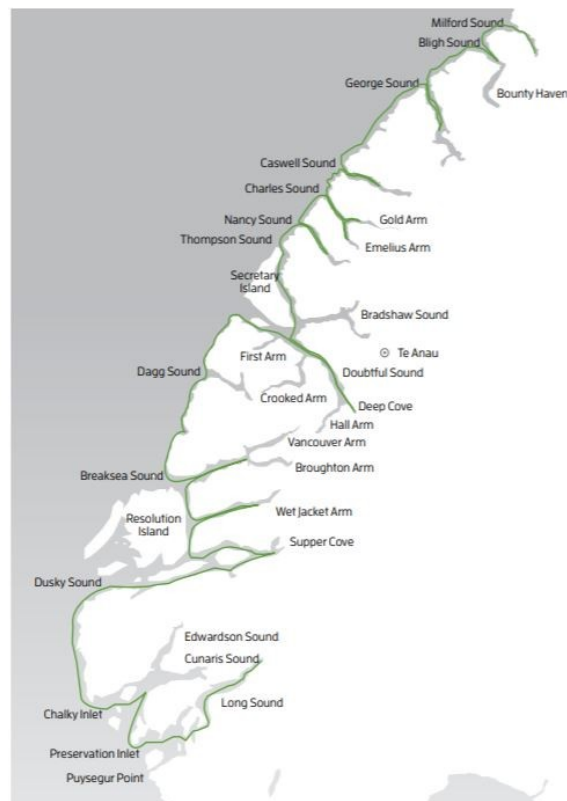 Milford Sound
Bligh Sound
George Sound
Bounty Haven
Caswell Sound
Charles Sound
Nancy Sound
Gold Arm
Thompson Sound
Emelius Arm
Secretary
Island
Bradshaw Sound
First Arm
Te Anau
Dagg Sound
Doubtful Sound
Crooked Arm
Deep Cove
Hall Arm
Vancouver Arm
Breaksea Sound
Broughton Arm
Resolution
Island
Wet Jacket Arm
Supper Cove
Dusky Sound
Edwardson Sound
Cunaris Sound
Long Sound
Chalky Inlet
Preservation Inlet
Puysegur Point